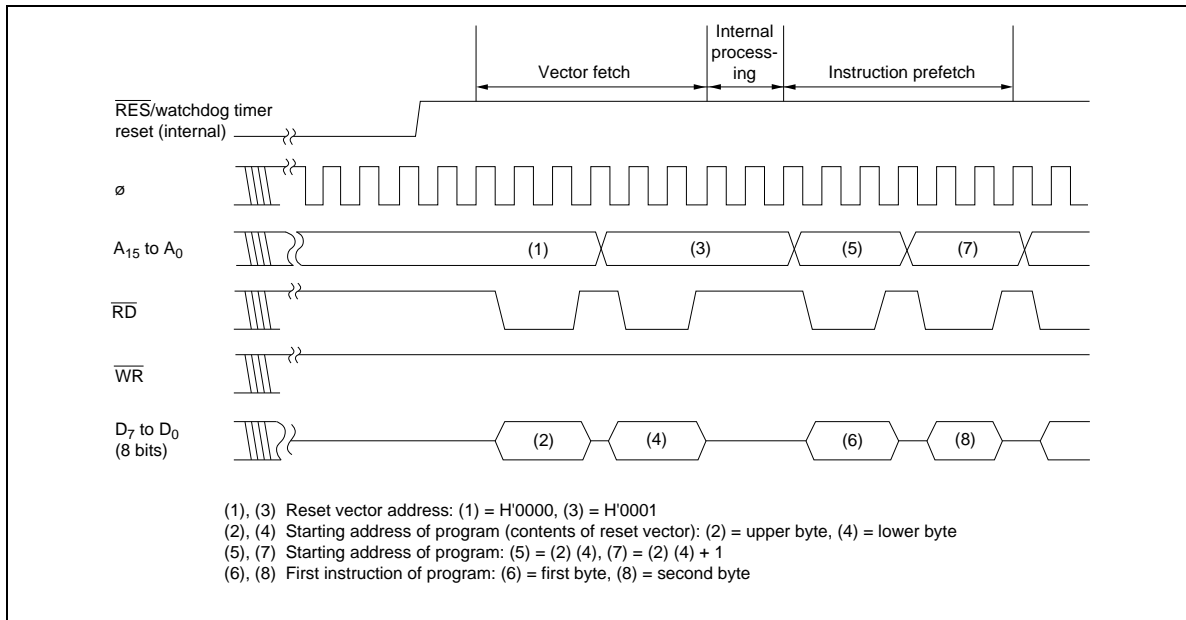 Internal
process-
ing
Vector fetch
Instruction prefetch
RES/watchdog timer
reset (internal)
ø
A15 to A0
(1)
(3)
(5)
(7)
RD
WR
D7 to D0
(8 bits)
(2)
(4)
(6)
(8)
(1), (3) Reset vector address: (1) = H'0000, (3) = H'0001
(2), (4) Starting address of program (contents of reset vector): (2) = upper byte, (4) = lower byte
(5), (7) Starting address of program: (5) = (2) (4), (7) = (2) (4) + 1
(6), (8) First instruction of program: (6) = first byte, (8) = second byte